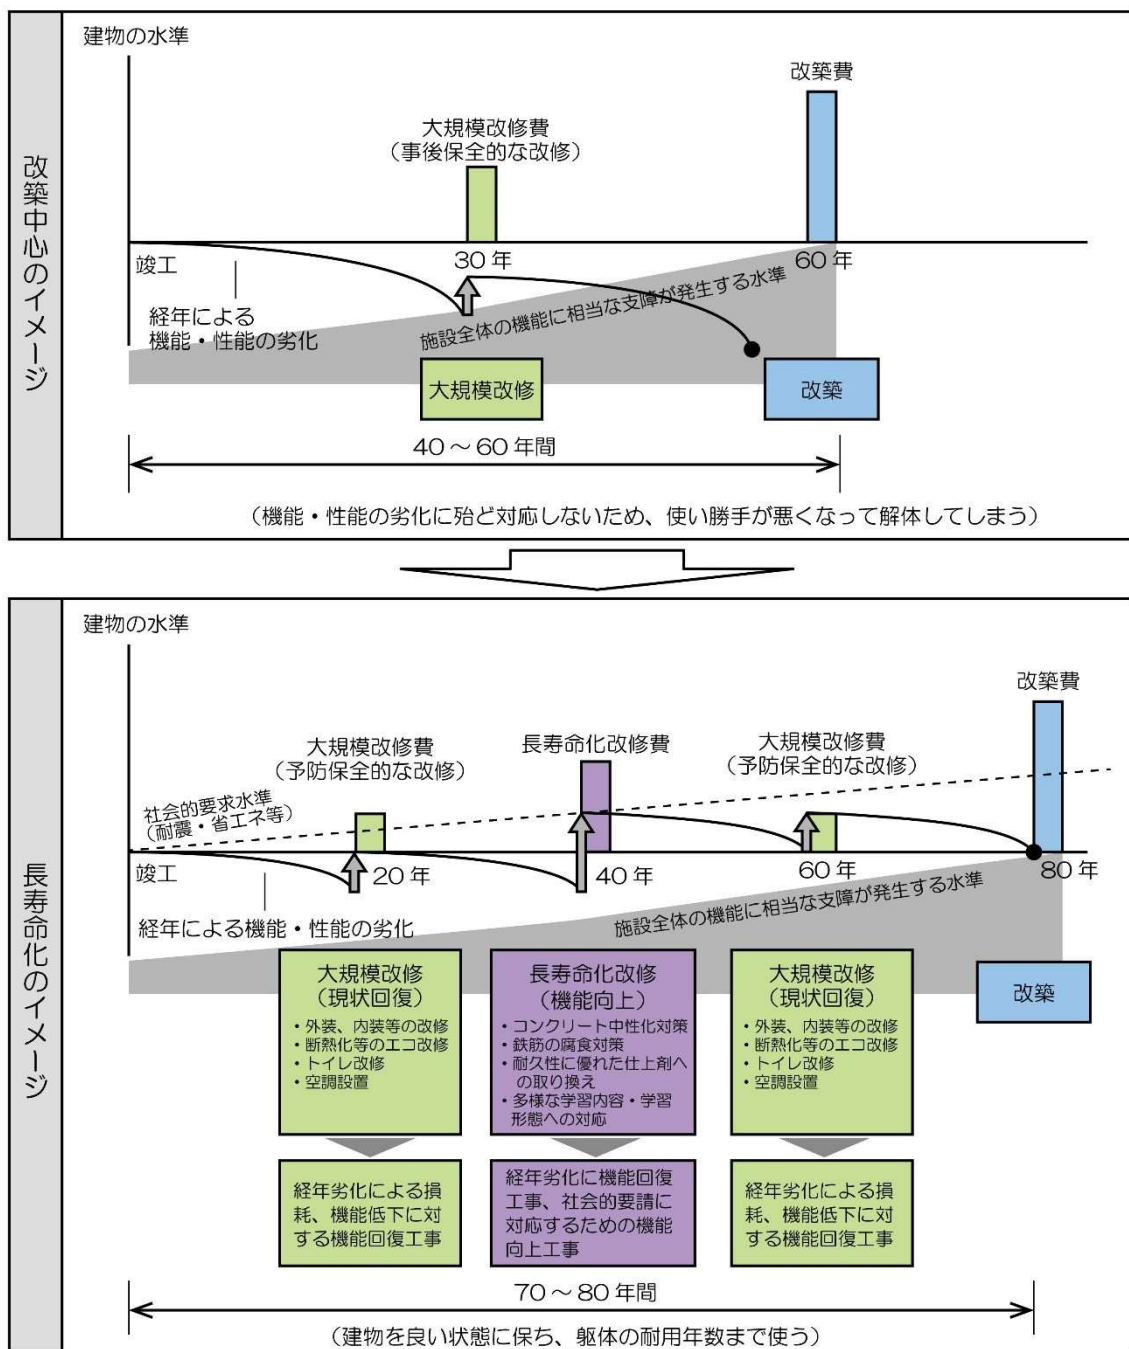 改築中心のイメージ
建物の水準
改築費
大規模改修費
（事後保全的な改修）
竣工
30 年
60 年
経年による
機能・性能の劣化
施設全体の機能に相当な支障が発生する水準
大規模改修
改築
40 ～ 60 年間
（機能・性能の劣化に殆ど対応しないため、使い勝手が悪くなって解体してしまう）
長寿命化のイメージ
建物の水準
改築費
大規模改修費
（予防保全的な改修）
長寿命化改修費
大規模改修費
（予防保全的な改修）
社会的要求水準
（耐震・省エネ等）
竣工
20 年
40 年
60 年
80 年
経年による機能・性能の劣化
施設全体の機能に相当な支障が発生する水準
大規模改修
（現状回復）
・外装、内装等の改修
・断熱化等のエコ改修
・トイレ改修
・空調設置
長寿命化改修
（機能向上）
・コンクリート中性化対策
・鉄筋の腐食対策
・耐久性に優れた仕上剤へ
の取り換え
・多様な学習内容・学習
形態への対応
大規模改修
（現状回復）
・外装、内装等の改修
・断熱化等のエコ改修
・トイレ改修
・空調設置
改築
経年劣化による損
耗、機能低下に対
する機能回復工事
経年劣化に機能回復
工事、社会的要請に
対応するための機能
向上工事
経年劣化による損
耗、機能低下に対
する機能回復工事
70 ～ 80 年間
（建物を良い状態に保ち、躯体の耐用年数まで使う）